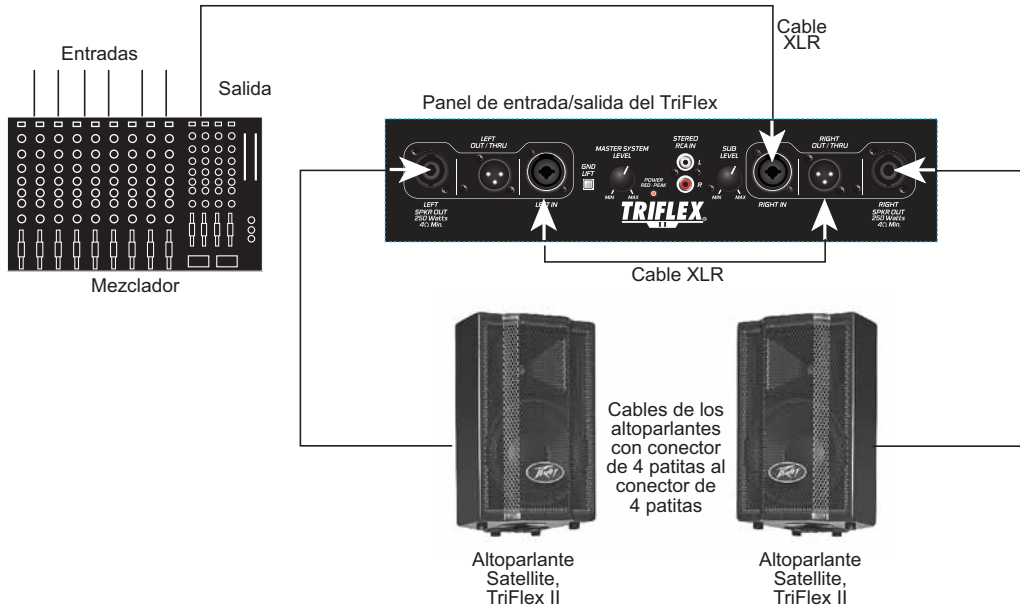 Entradas
Salida
Mezclador
Cable
XLR
Panel de entrada/salida del TriFlex
LEFT
OUT / THRU
LEFT
SPKR OUT
250 Watts
4Ω Min.
LEFT IN
GND
LIFT
MASTER SYSTEM
LEVEL
MIN
MAX
POWER
RED - PEAK
STEREO
RCA IN
L
R
TRIFLEX®
II
SUB
LEVEL
MIN
MAX
RIGHT IN
RIGHT
OUT / THRU
RIGHT
SPKR OUT
250 Watts
4Ω Min.
Cable XLR
Cables de los
altoparlantes
con conector
de 4 patitas al
conector de
4 patitas
PEAVEY
PEAVEY
Altoparlante
Satellite,
TriFlex II
Altoparlante
Satellite,
TriFlex II